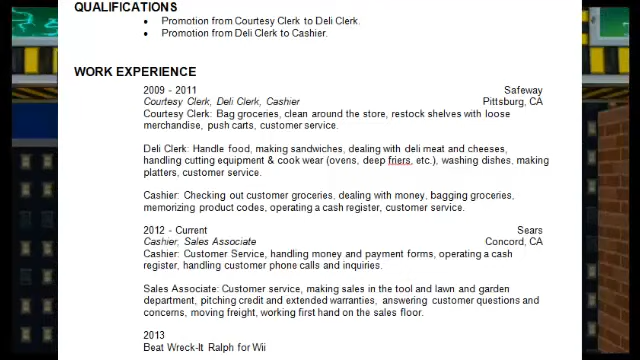 QUALIFICATIONS
• Promotion from Courtesy Clerk to Deli Clerk.
• Promotion from Deli Clerk to Cashier.
WORK EXPERIENCE
2009 - 2011 Safeway
Courtesy Clerk, Deli Clerk, Cashier Pittsburg, CA
Courtesy Clerk: Bag groceries, clean around the store, restock shelves with loose
merchandise, push carts, customer service.
Deli Clerk: Handle food, making sandwiches, dealing with deli meat and cheeses,
handling cutting equipment & cook wear (ovens, deep friers, etc.), washing dishes, making
platters, customer service.
Cashier: Checking out customer groceries, dealing with money, bagging groceries,
memorizing product codes, operating a cash register, customer service.
2012 - Current Sears
Cashier, Sales Associate Concord, CA
Cashier: Customer Service, handling money and payment forms, operating a cash
register, handling customer phone calls and inquiries.
Sales Associate: Customer service, making sales in the tool and lawn and garden
department, pitching credit and extended warranties, answering customer questions and
concerns, moving freight, working first hand on the sales floor.
2013
Beat Wreck-It Ralph for Wii